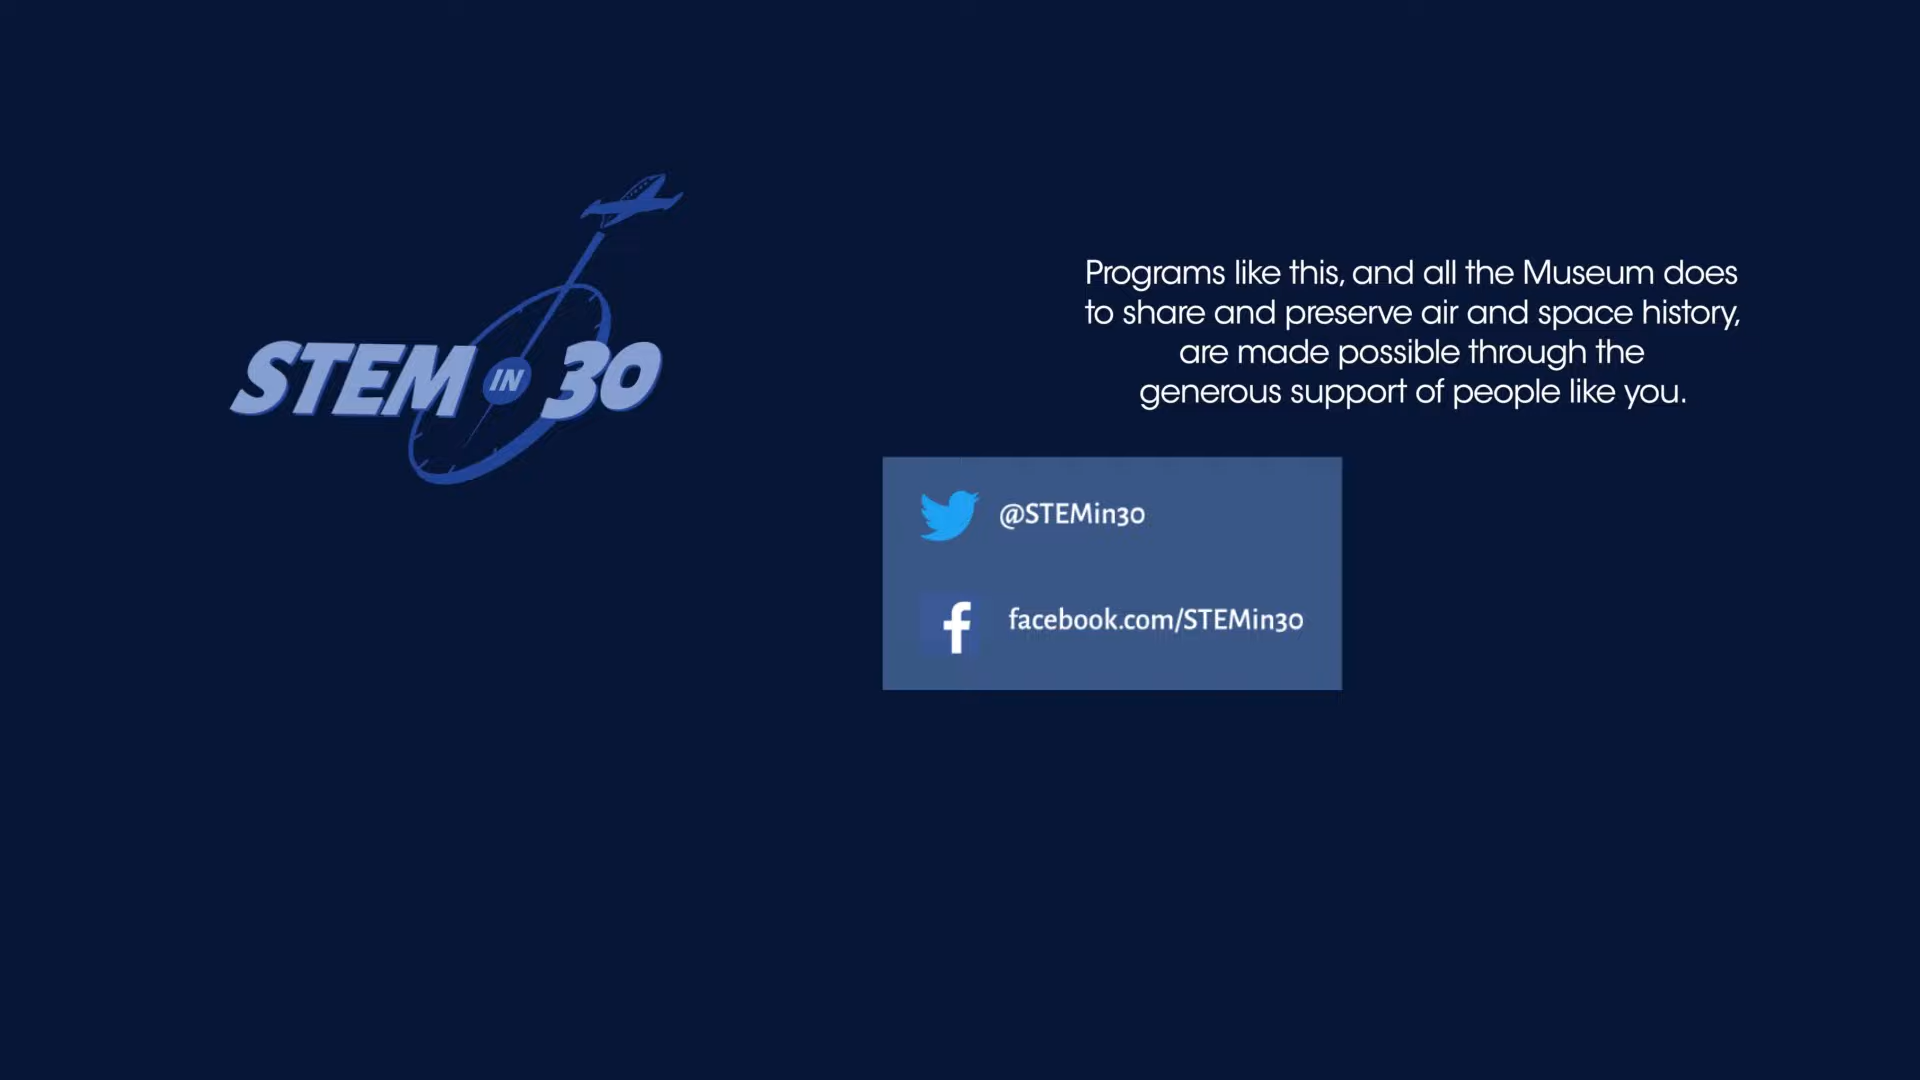 STEM IN 30
Programs like this, and all the Museum does
to share and preserve air and space history,
are made possible through the
generous support of people like you.
@STEMin30
facebook.com/STEMin30